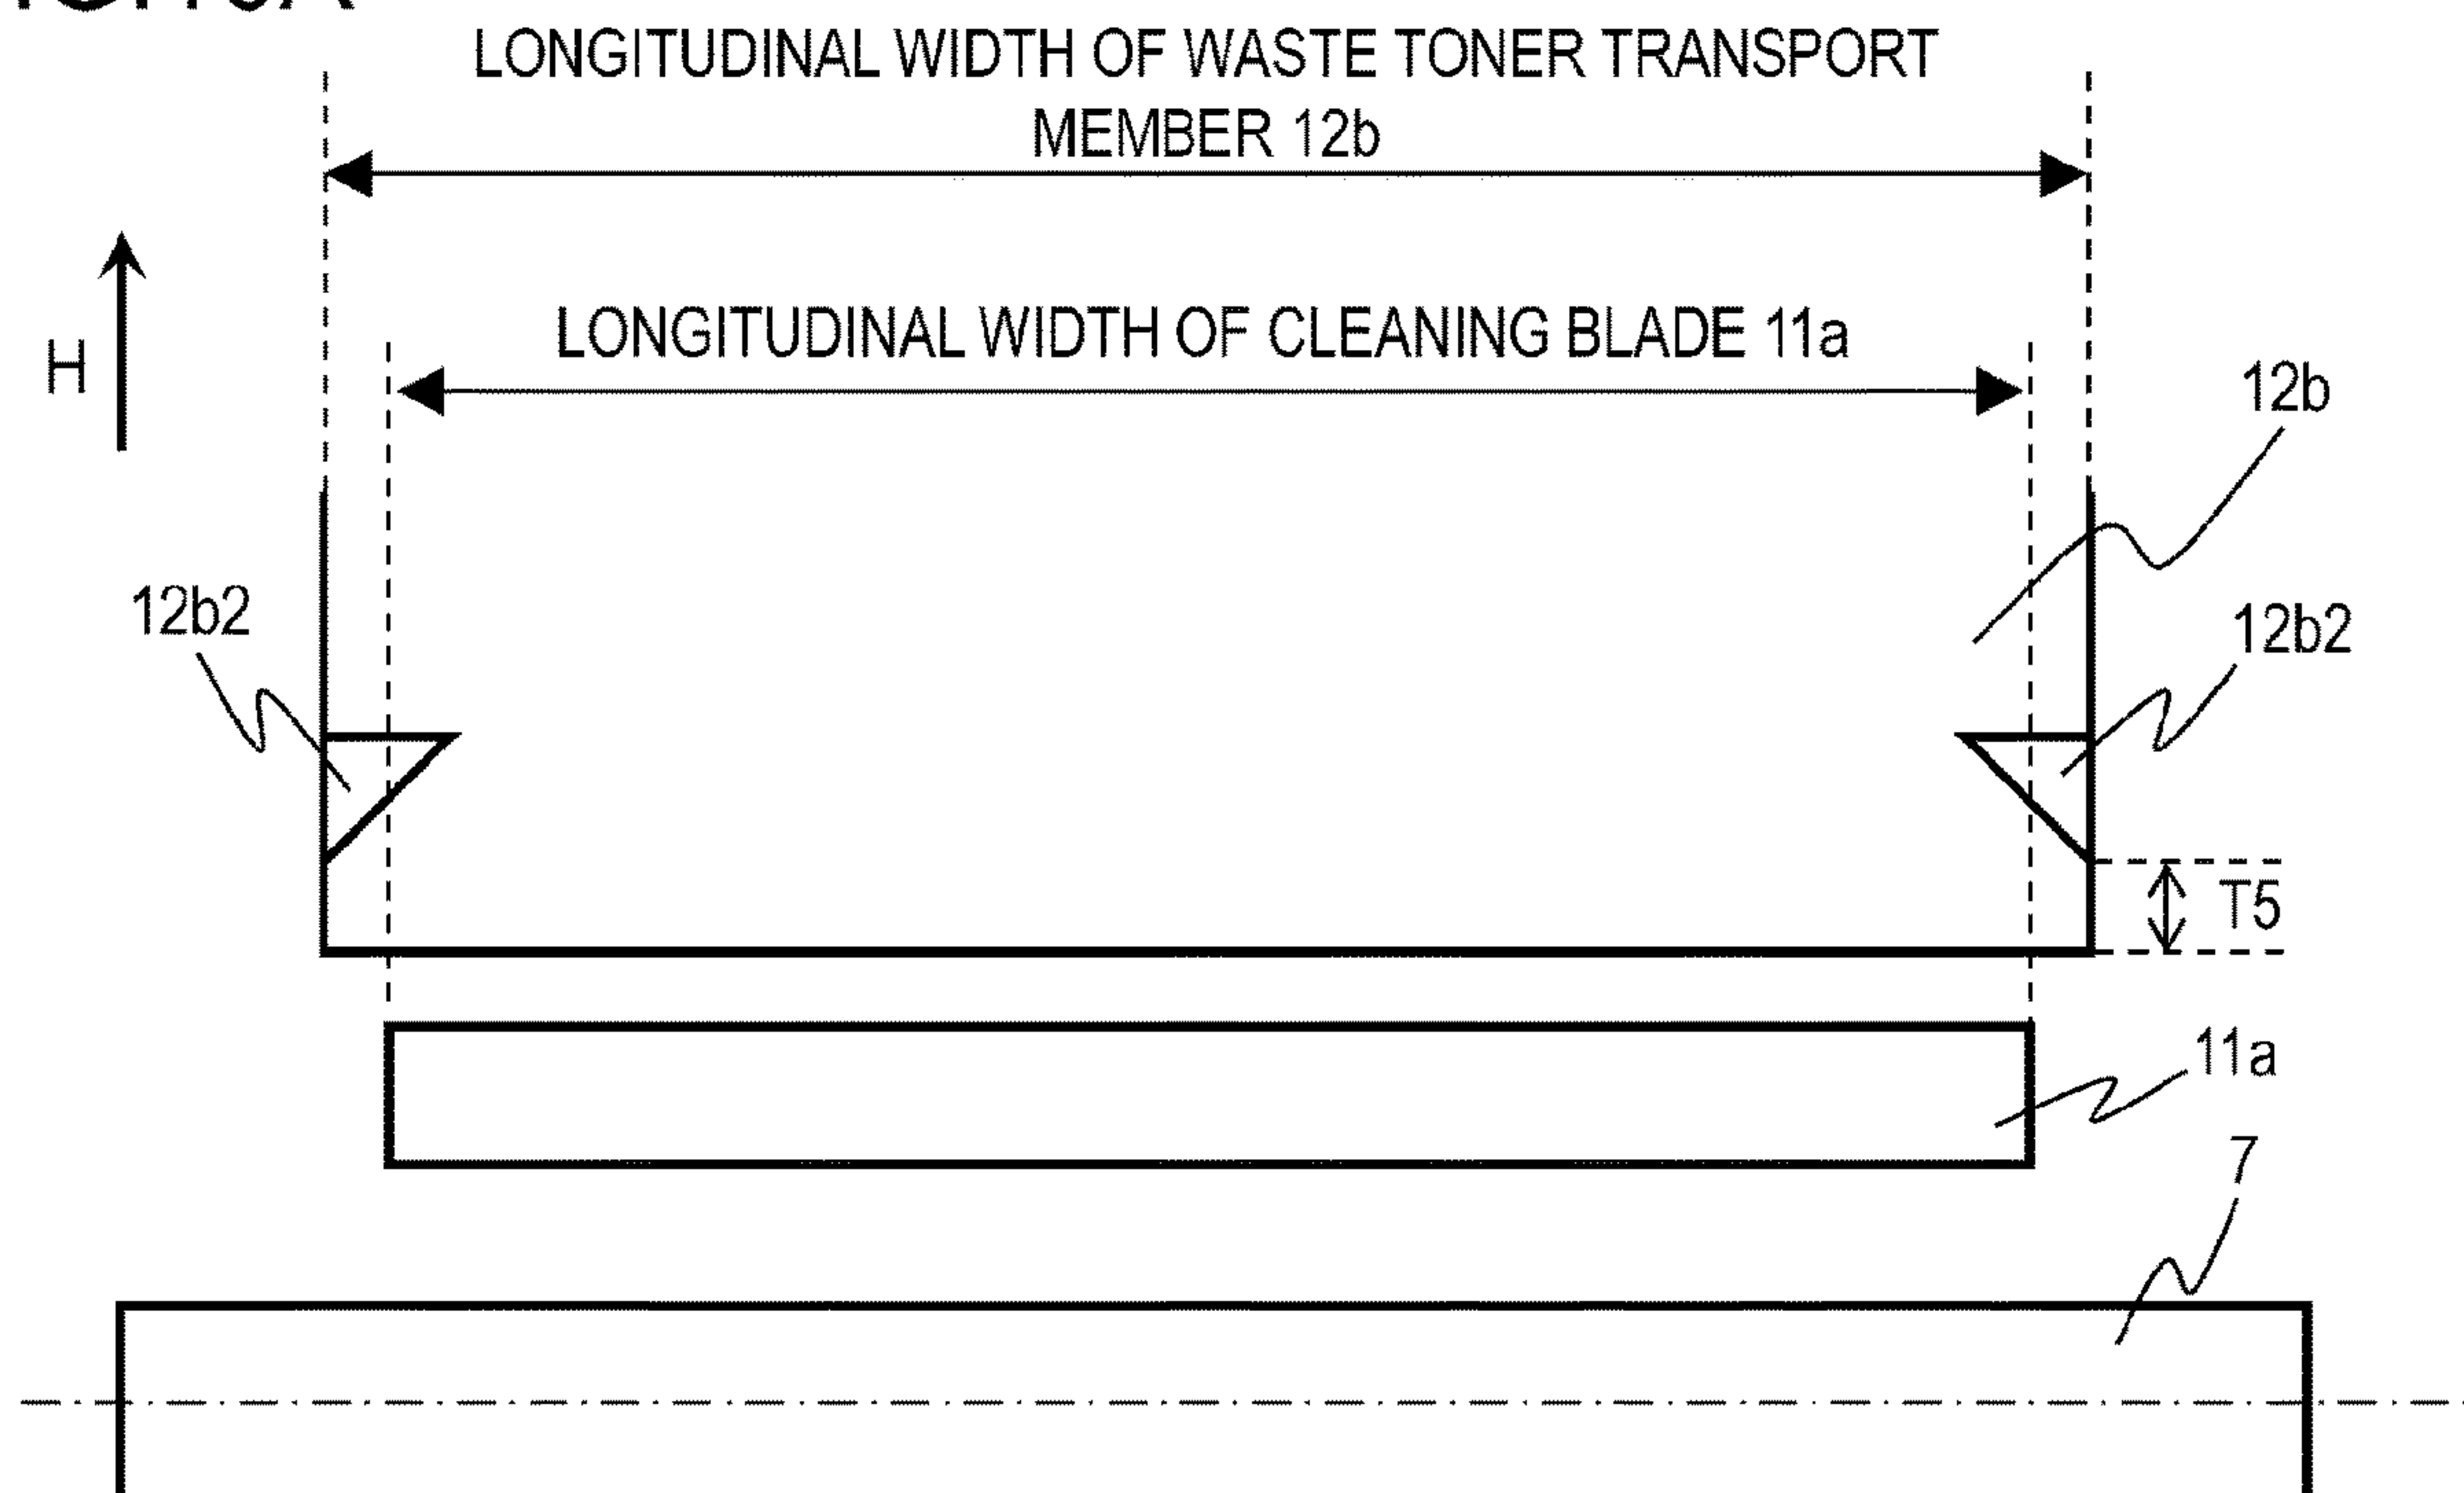 LONGITUDINAL WIDTH OF WASTE TONER TRANSPORT
MEMBER 12b
H
LONGITUDINAL WIDTH OF CLEANING BLADE 11a
12b
12b2
12b2
T5
11a
7